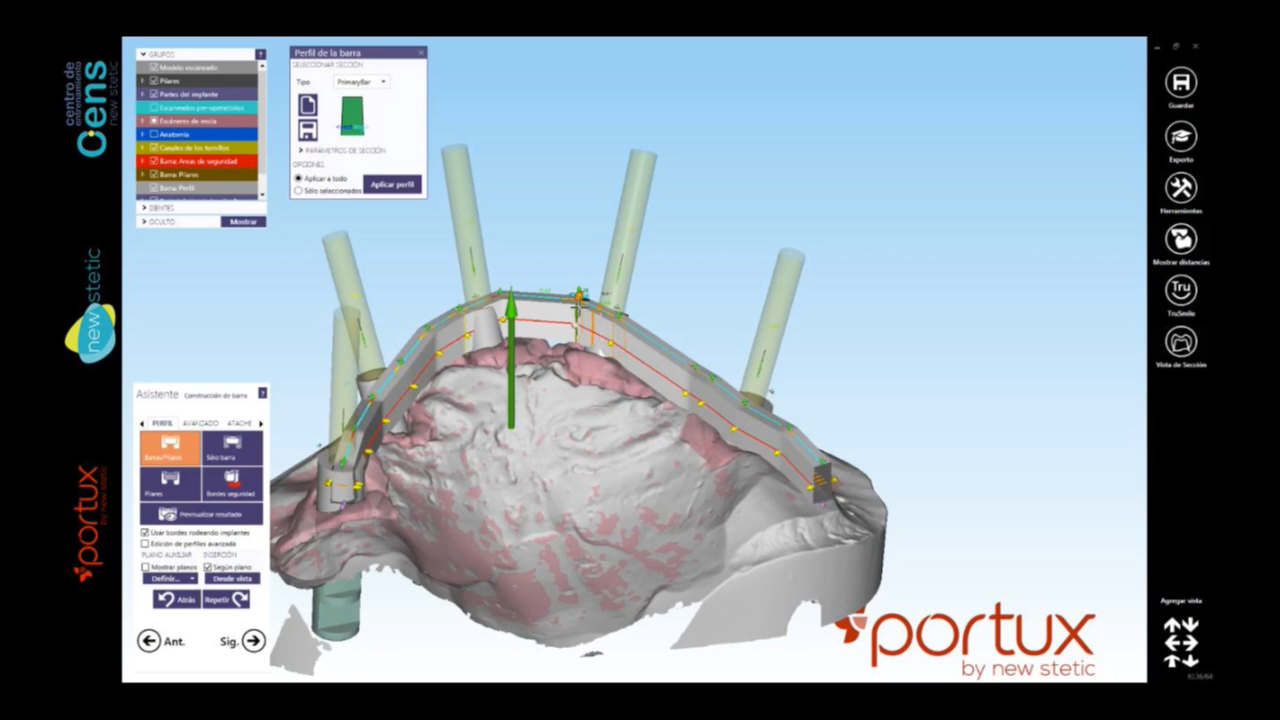 centro de
entrenamiento
Cens
new stetic
newstetic
portux
by new stetic
GRUPOS
?
Modelo escaneado
Pilares
Partes del implante
Escaneados pre-operatorios
Escáneres de encía
Anatomía
Canales de los tornillos
Barra: Áreas de seguridad
Barra: Pilares
Barra: Perfil
DIENTES
OCULTO
Mostrar
Perfil de la barra
SELECCIONAR SECCIÓN
Tipo
PrimaryBar
PARÁMETROS DE SECCIÓN
OPCIONES
Aplicar a todo
Sólo seleccionados
Aplicar perfil
Asistente Construcción de barra
?
PERFIL AVANZADO ATACHE
Barras/Pilares
Sólo barra
Pilares
Bordes seguridad
Previsualizar resultado
Usar bordes rodeando implantes
Edición de perfiles avanzada
PLANO AUXILIAR INSERCIÓN
Mostrar plano
Según plano
Definir...
Desde vista
Atrás
Repetir
Ant.
Sig.
Guardar
Experto
Herramientas
Mostrar distancias
Tru
TruSmile
Vista de Sección
Agregar vista
portux
by new stetic